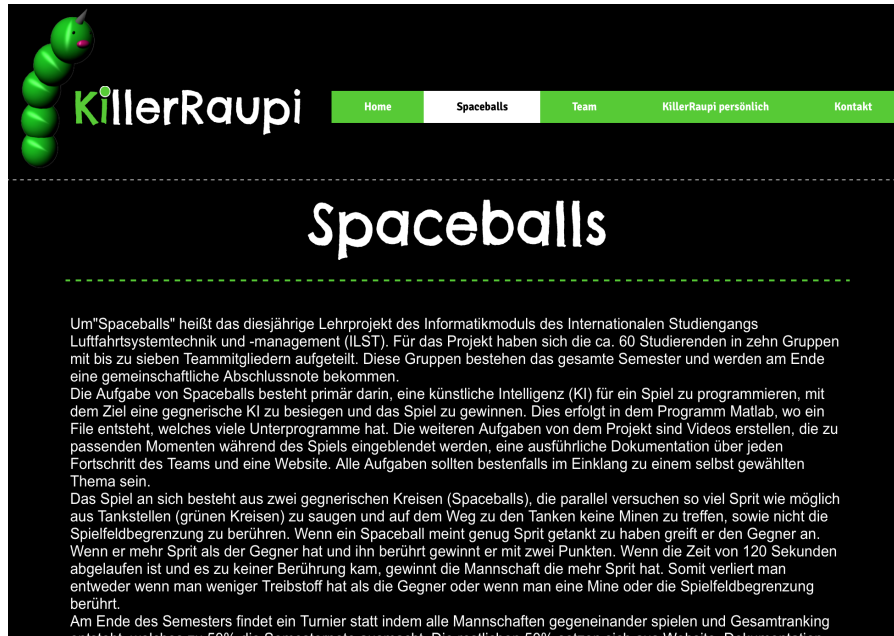 KillerRaupi
Home Spaceballs Team KillerRaupi persönlich Kontakt
Spaceballs
Um"Spaceballs" heißt das diesjährige Lehrprojekt des Informatikmoduls des Internationalen Studiengangs
Luftfahrtsystemtechnik und -management (ILST). Für das Projekt haben sich die ca. 60 Studierenden in zehn Gruppen
mit bis zu sieben Teammitgliedern aufgeteilt. Diese Gruppen bestehen das gesamte Semester und werden am Ende
eine gemeinschaftliche Abschlussnote bekommen.
Die Aufgabe von Spaceballs besteht primär darin, eine künstliche Intelligenz (KI) für ein Spiel zu programmieren, mit
dem Ziel eine gegnerische KI zu besiegen und das Spiel zu gewinnen. Dies erfolgt in dem Programm Matlab, wo ein
File entsteht, welches viele Unterprogramme hat. Die weiteren Aufgaben von dem Projekt sind Videos erstellen, die zu
passenden Momenten während des Spiels eingeblendet werden, eine ausführliche Dokumentation über jeden
Fortschritt des Teams und eine Website. Alle Aufgaben sollten bestenfalls im Einklang zu einem selbst gewählten
Thema sein.
Das Spiel an sich besteht aus zwei gegnerischen Kreisen (Spaceballs), die parallel versuchen so viel Sprit wie möglich
aus Tankstellen (grünen Kreisen) zu saugen und auf dem Weg zu den Tanken keine Minen zu treffen, sowie nicht die
Spielfeldbegrenzung zu berühren. Wenn ein Spaceball meint genug Sprit getankt zu haben greift er den Gegner an.
Wenn er mehr Sprit als der Gegner hat und ihn berührt gewinnt er mit zwei Punkten. Wenn die Zeit von 120 Sekunden
abgelaufen ist und es zu keiner Berührung kam, gewinnt die Mannschaft die mehr Sprit hat. Somit verliert man
entweder wenn man weniger Treibstoff hat als die Gegner oder wenn man eine Mine oder die Spielfeldbegrenzung
berührt.
Am Ende des Semesters findet ein Turnier statt indem alle Mannschaften gegeneinander spielen und Gesamtranking